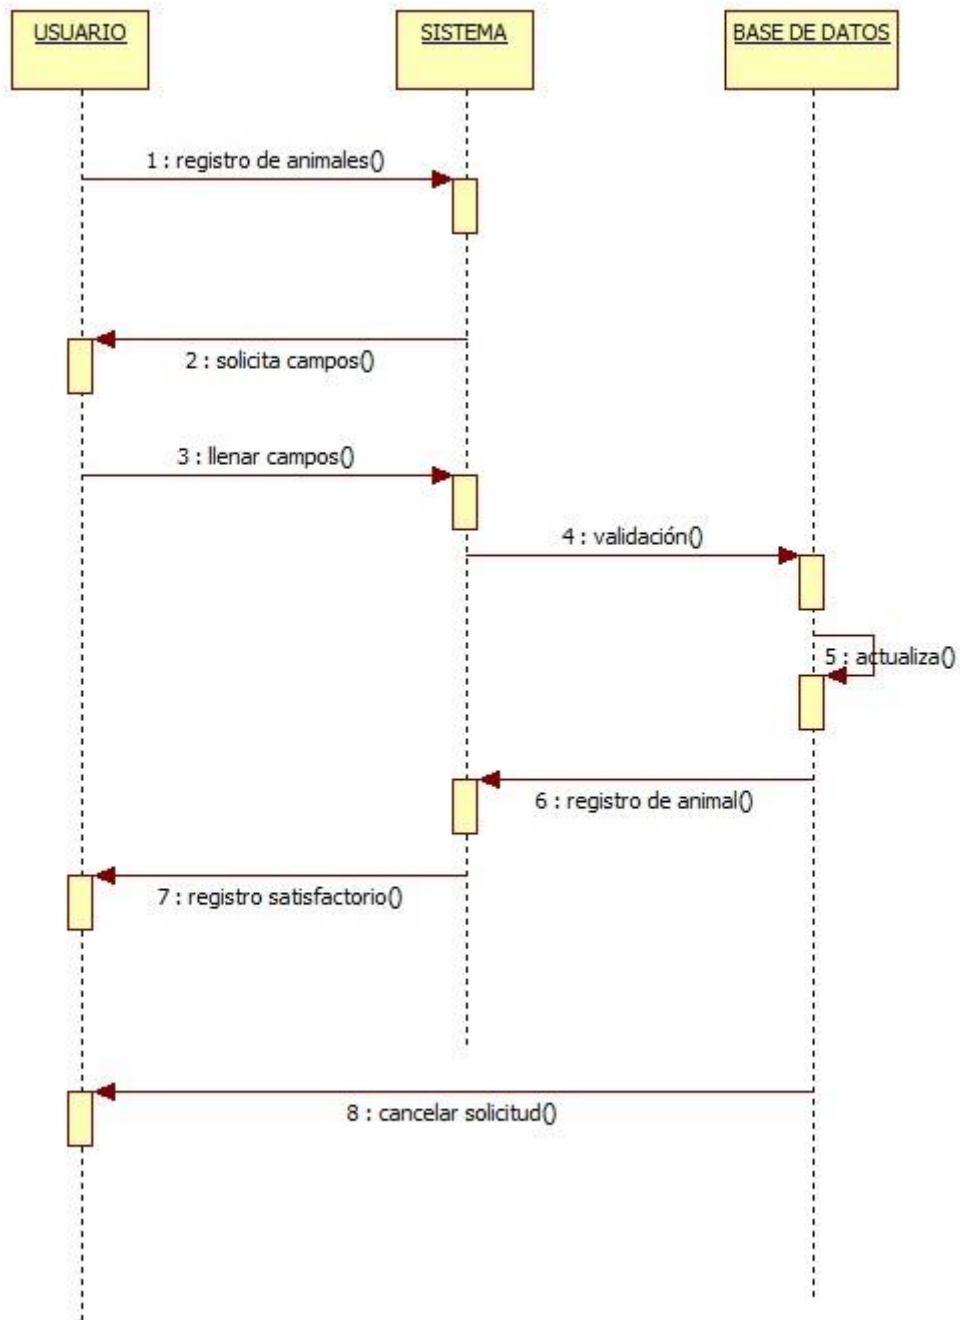 USUARIO
SISTEMA
BASE DE DATOS
1 : registro de animales()
2 : solicita campos()
3 : llenar campos()
4 : validación()
5 : actualiza()
6 : registro de animal()
7 : registro satisfactorio()
8 : cancelar solicitud()